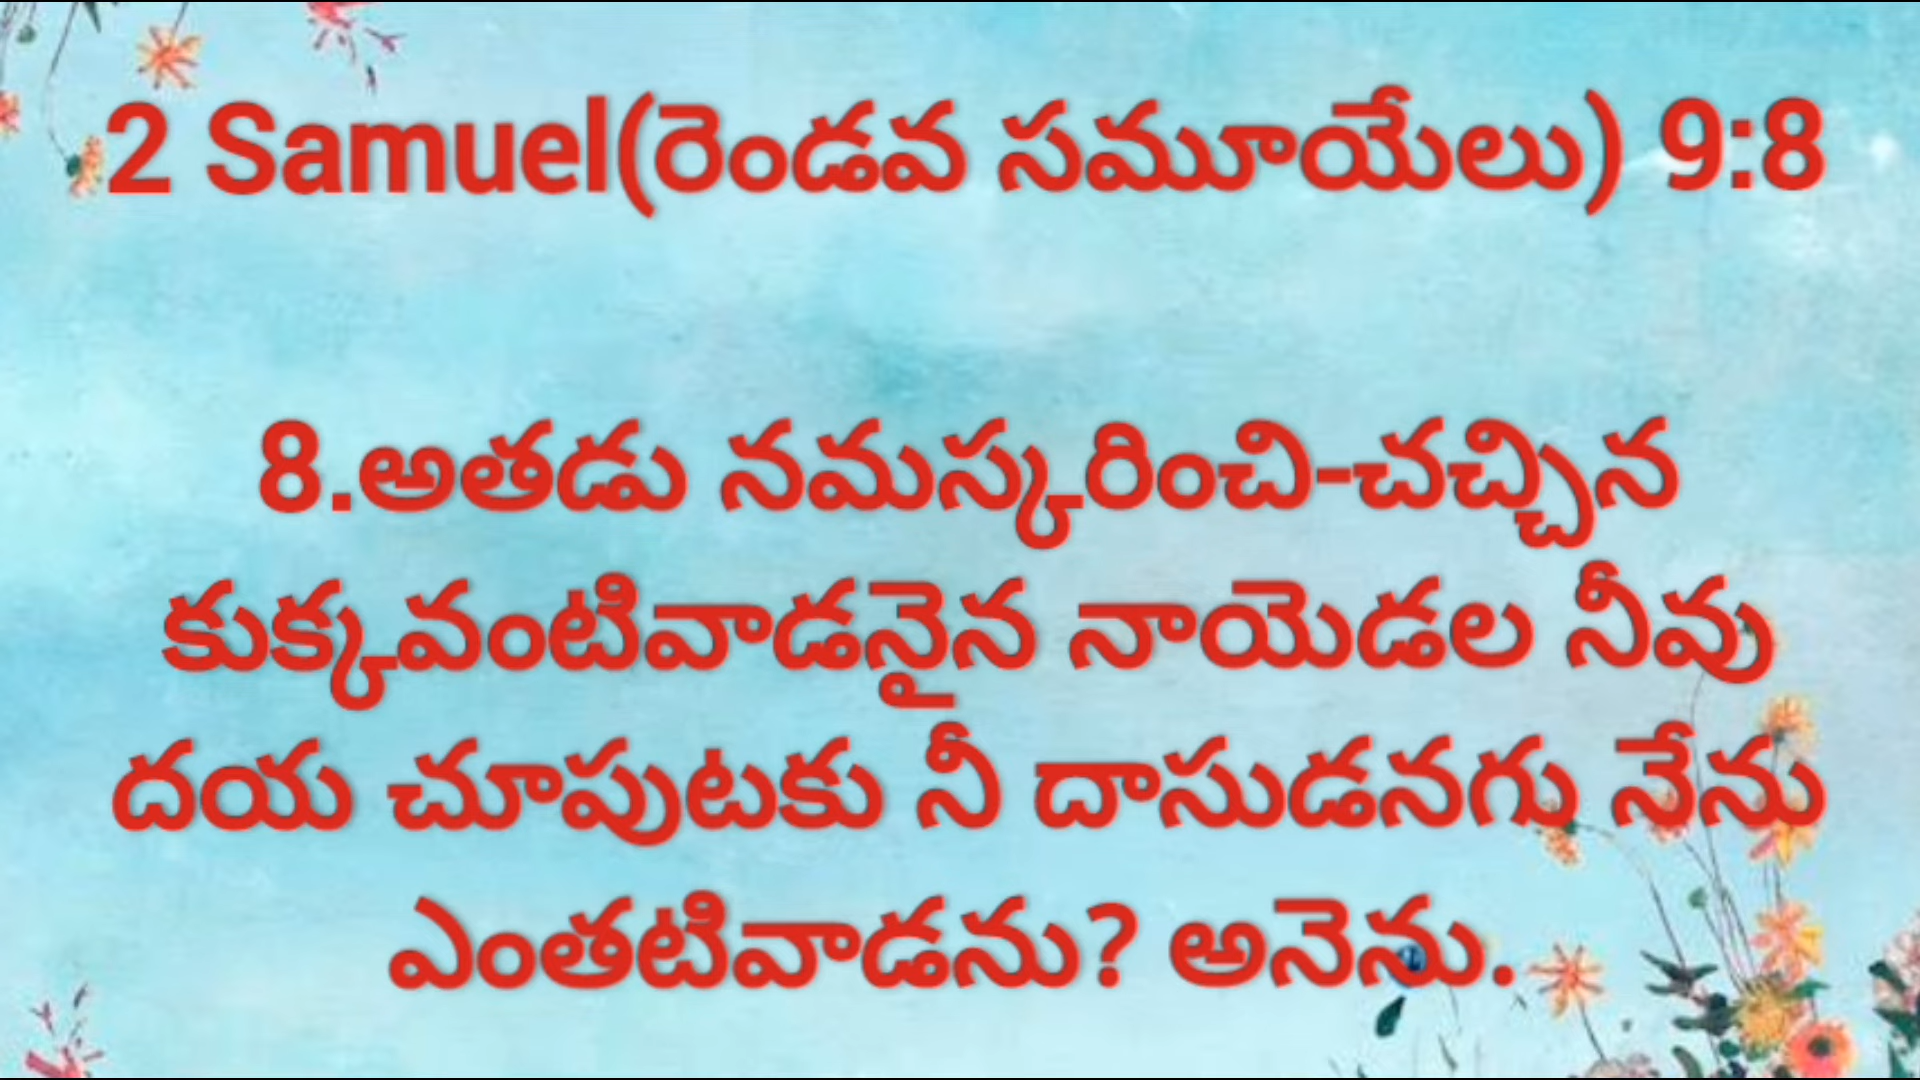 2 Samuel(రెండవ సమూయేలు) 9:8
8.అతడు నమస్కరించి-చచ్చిన
కుక్కవంటివాడనైన నాయెడల నీవు
దయ చూపుటకు నీ దాసుడనగు నేను
ఎంతటివాడను? అనెను.